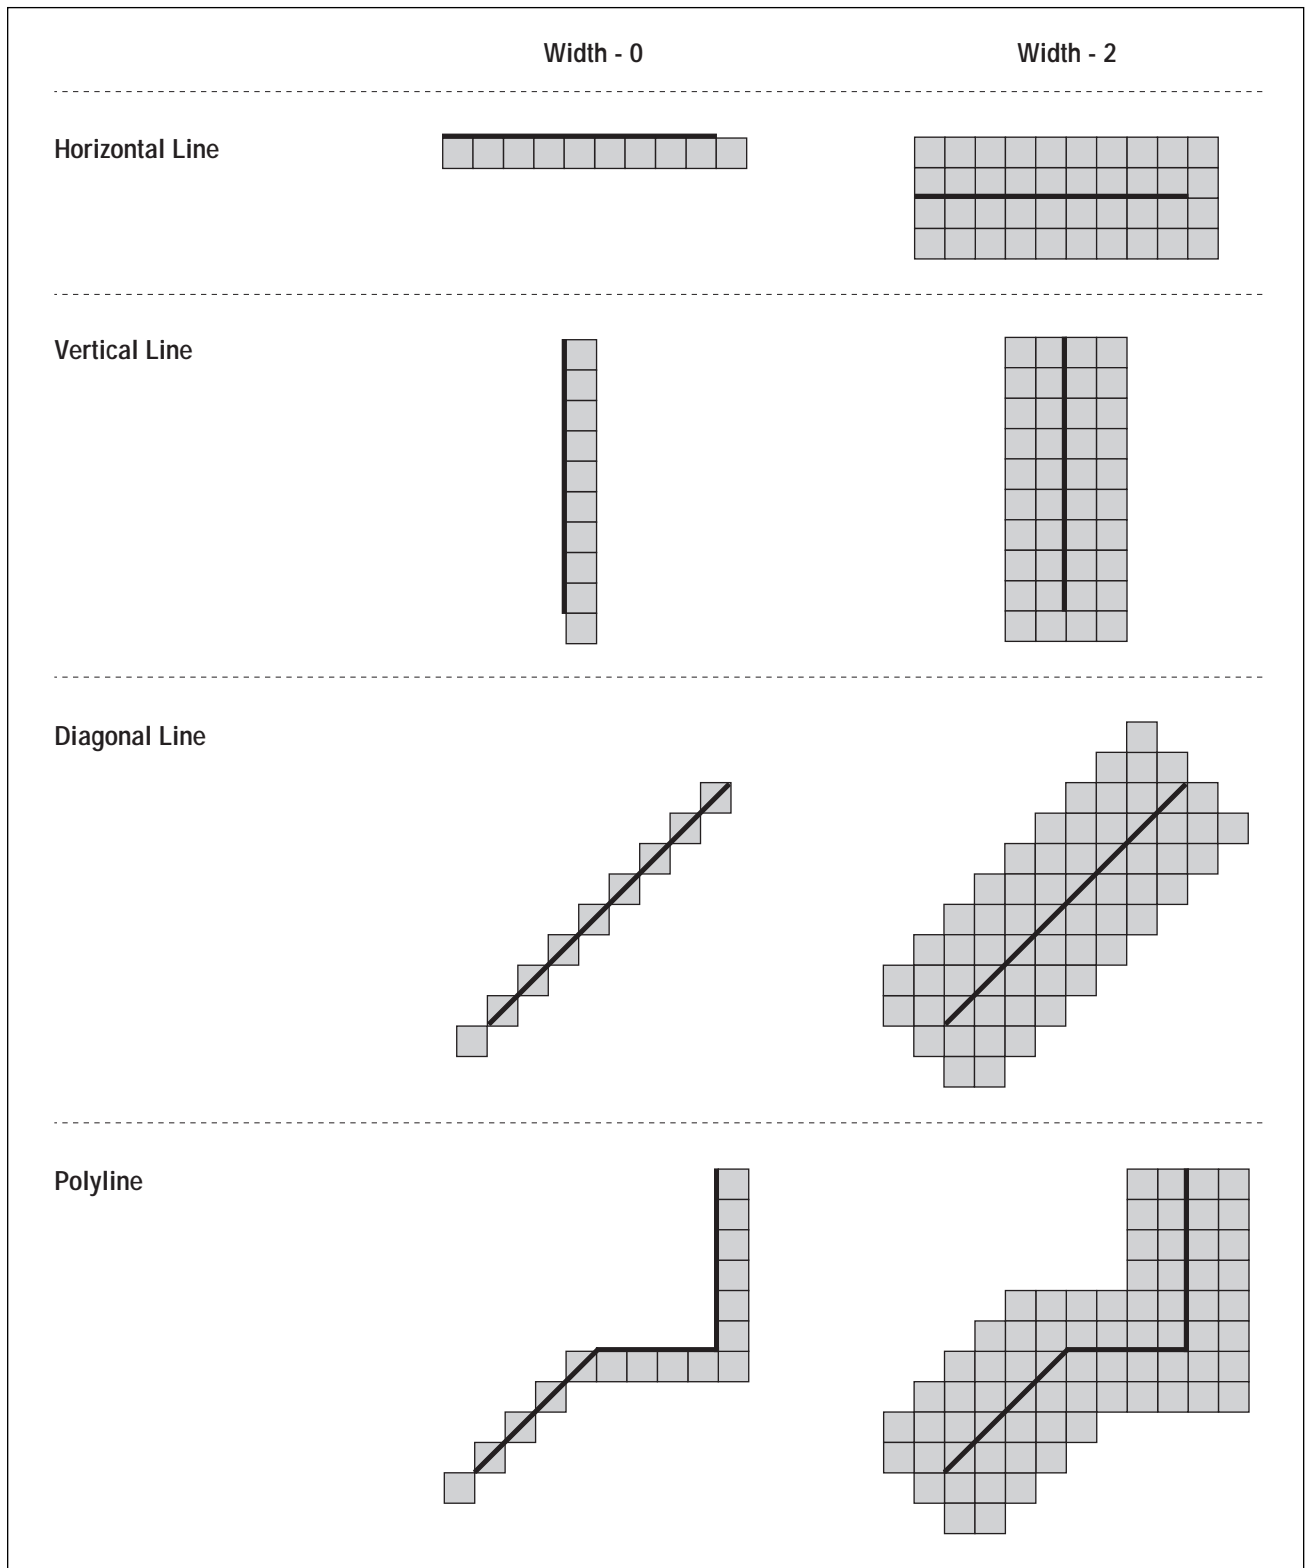 Width - 0 Width - 2
Horizontal Line
Vertical Line
Diagonal Line
Polyline